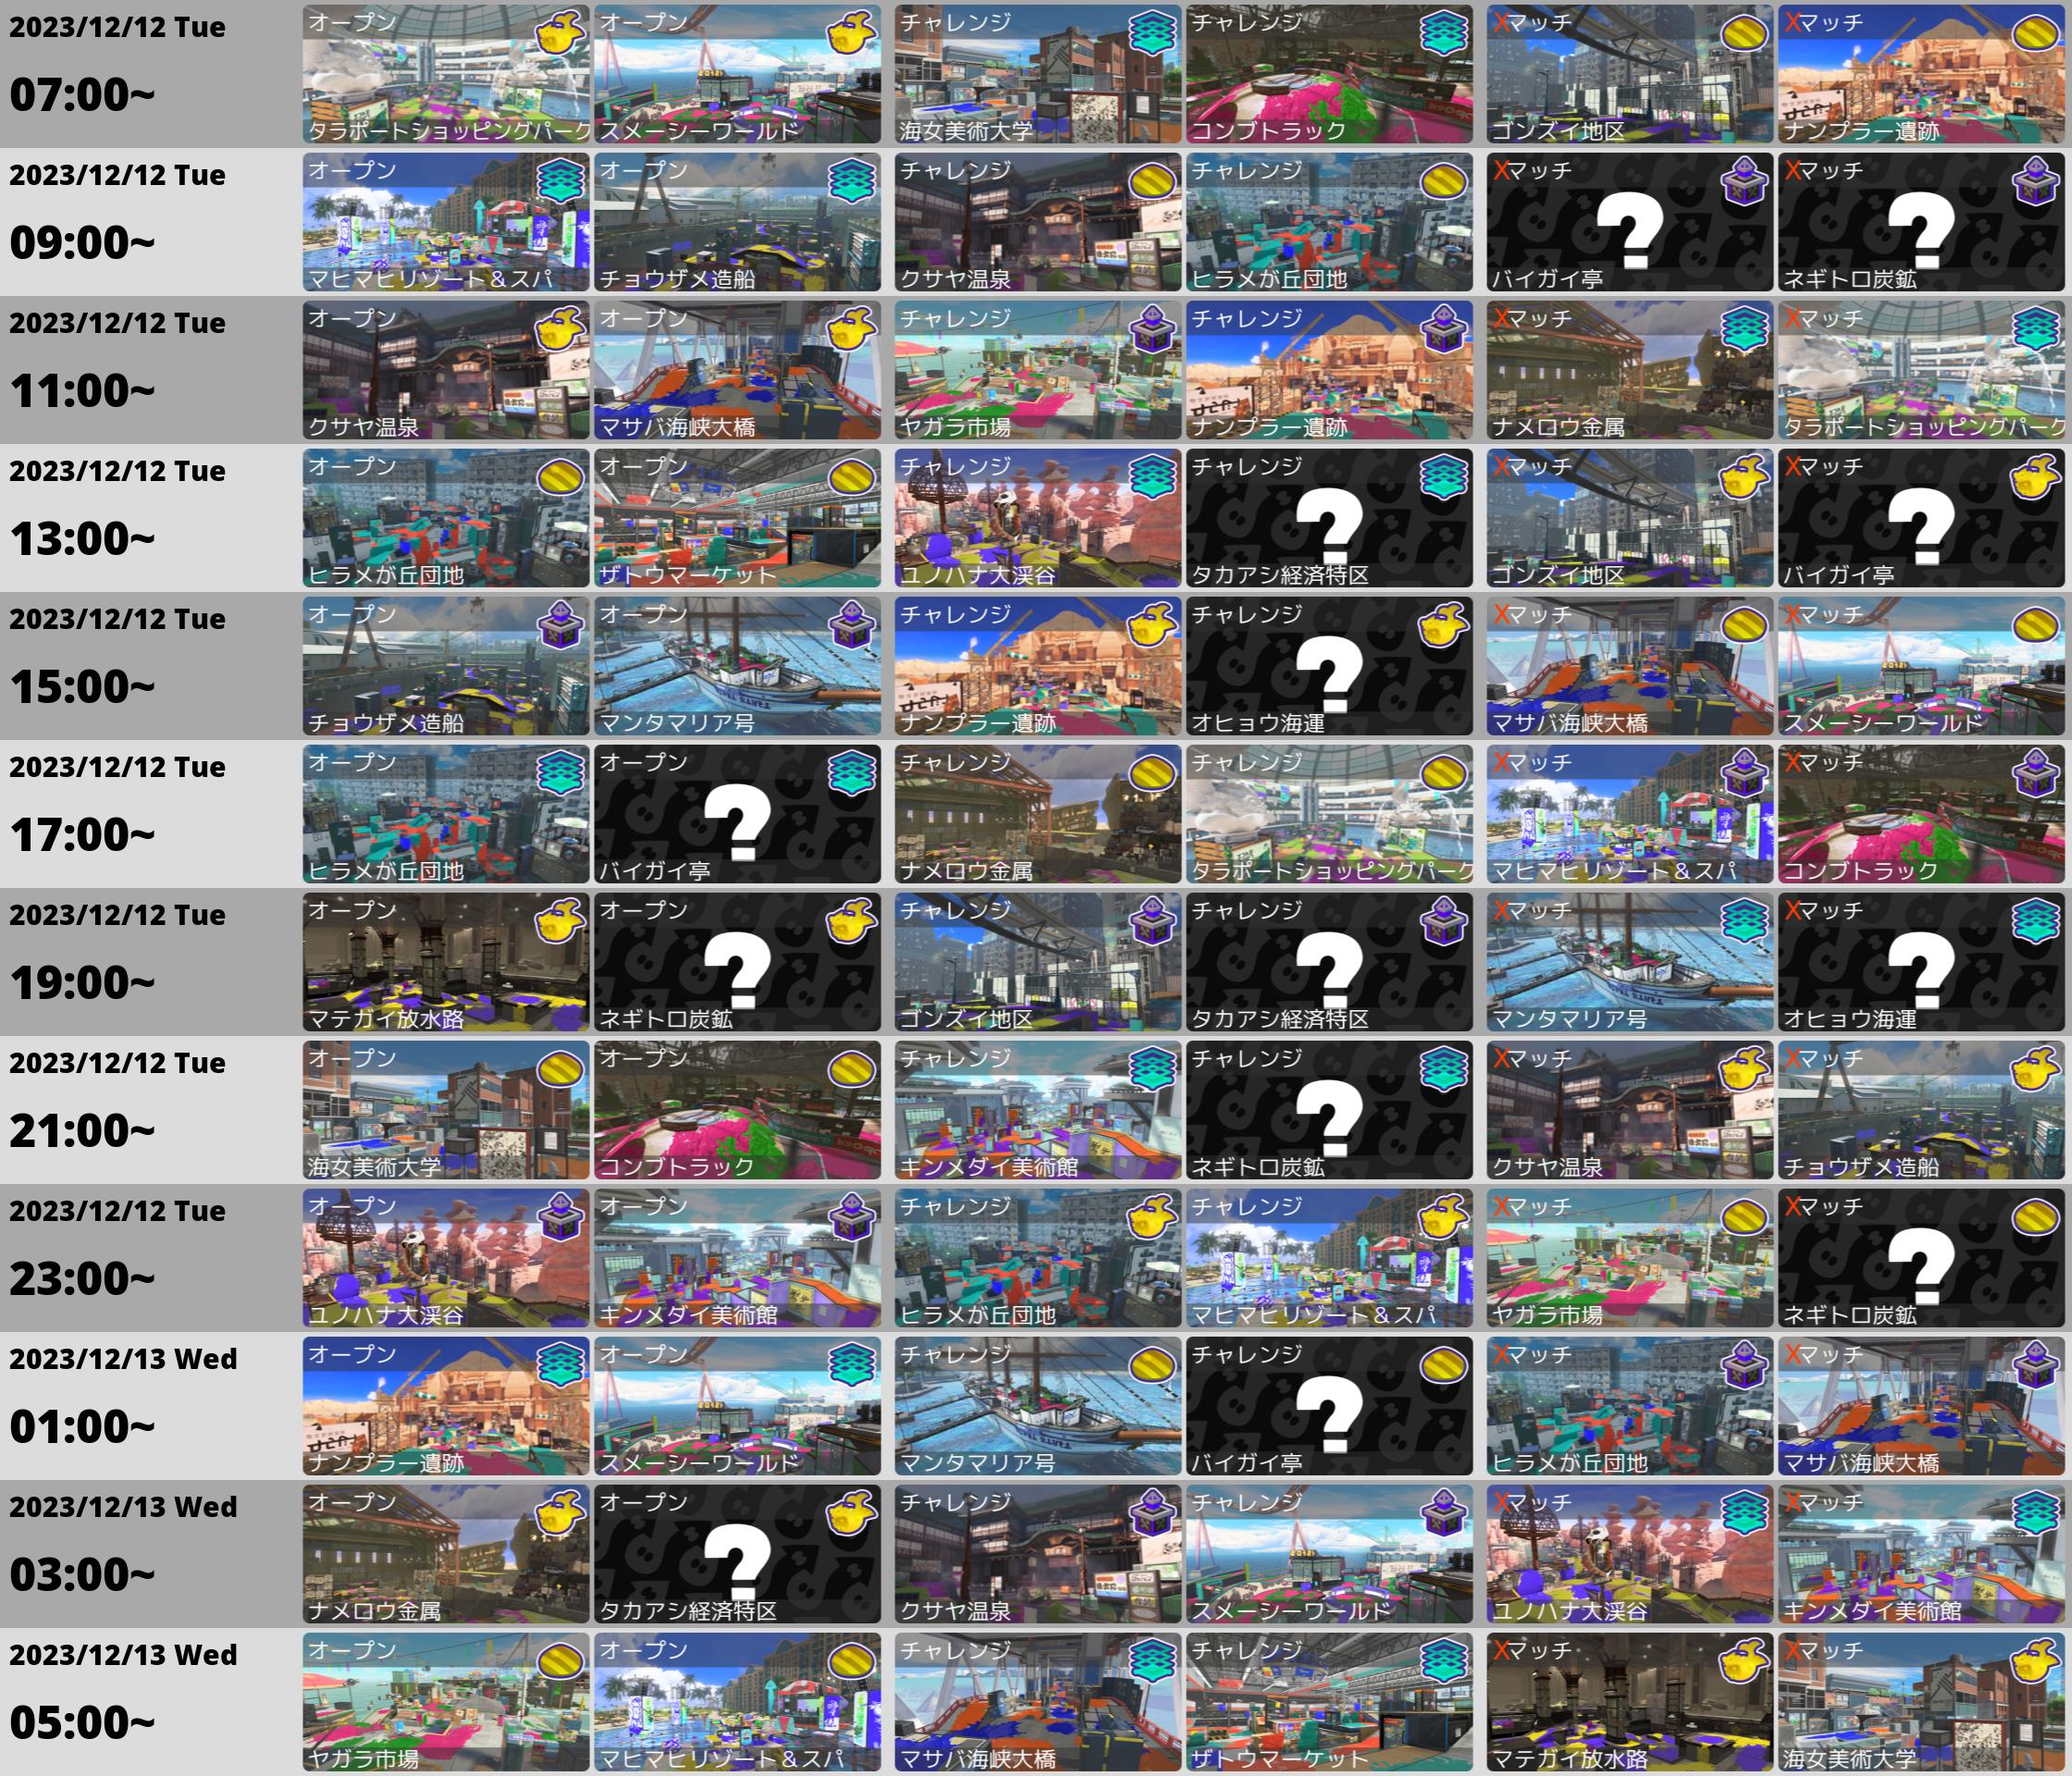 2023/12/12 Tue
07:00~
オープン オープン チャレンジ チャレンジ Xマッチ Xマッチ
タラポートショッピングパーク スメーシーワールド 海女美術大学 コンブトラック ゴンズイ地区 ナンプラー遺跡
2023/12/12 Tue
09:00~
オープン オープン チャレンジ チャレンジ Xマッチ Xマッチ
マヒマヒリゾート＆スパ チョウザメ造船 クサヤ温泉 ヒラメが丘団地 バイガイ亭 ネギトロ炭鉱
2023/12/12 Tue
11:00~
オープン オープン チャレンジ チャレンジ Xマッチ Xマッチ
クサヤ温泉 マサバ海峡大橋 ヤガラ市場 ナンプラー遺跡 ナメロウ金属 タラポートショッピングパーク
2023/12/12 Tue
13:00~
オープン オープン チャレンジ チャレンジ Xマッチ Xマッチ
ヒラメが丘団地 ザトウマーケット ユノハナ大渓谷 タカアシ経済特区 ゴンズイ地区 バイガイ亭
2023/12/12 Tue
15:00~
オープン オープン チャレンジ チャレンジ Xマッチ Xマッチ
チョウザメ造船 マンタマリア号 ナンプラー遺跡 オヒョウ海運 マサバ海峡大橋 スメーシーワールド
2023/12/12 Tue
17:00~
オープン オープン チャレンジ チャレンジ Xマッチ Xマッチ
ヒラメが丘団地 バイガイ亭 ナメロウ金属 タラポートショッピングパーク マヒマヒリゾート＆スパ コンブトラック
2023/12/12 Tue
19:00~
オープン オープン チャレンジ チャレンジ Xマッチ Xマッチ
マテガイ放水路 ネギトロ炭鉱 ゴンズイ地区 タカアシ経済特区 マンタマリア号 オヒョウ海運
2023/12/12 Tue
21:00~
オープン オープン チャレンジ チャレンジ Xマッチ Xマッチ
海女美術大学 コンブトラック キンメダイ美術館 ネギトロ炭鉱 クサヤ温泉 チョウザメ造船
2023/12/12 Tue
23:00~
オープン オープン チャレンジ チャレンジ Xマッチ Xマッチ
ユノハナ大渓谷 キンメダイ美術館 ヒラメが丘団地 マヒマヒリゾート＆スパ ヤガラ市場 ネギトロ炭鉱
2023/12/13 Wed
01:00~
オープン オープン チャレンジ チャレンジ Xマッチ Xマッチ
ナンプラー遺跡 スメーシーワールド マンタマリア号 バイガイ亭 ヒラメが丘団地 マサバ海峡大橋
2023/12/13 Wed
03:00~
オープン オープン チャレンジ チャレンジ Xマッチ Xマッチ
ナメロウ金属 タカアシ経済特区 クサヤ温泉 スメーシーワールド ユノハナ大渓谷 キンメダイ美術館
2023/12/13 Wed
05:00~
オープン オープン チャレンジ チャレンジ Xマッチ Xマッチ
ヤガラ市場 マヒマヒリゾート＆スパ マサバ海峡大橋 ザトウマーケット マテガイ放水路 海女美術大学